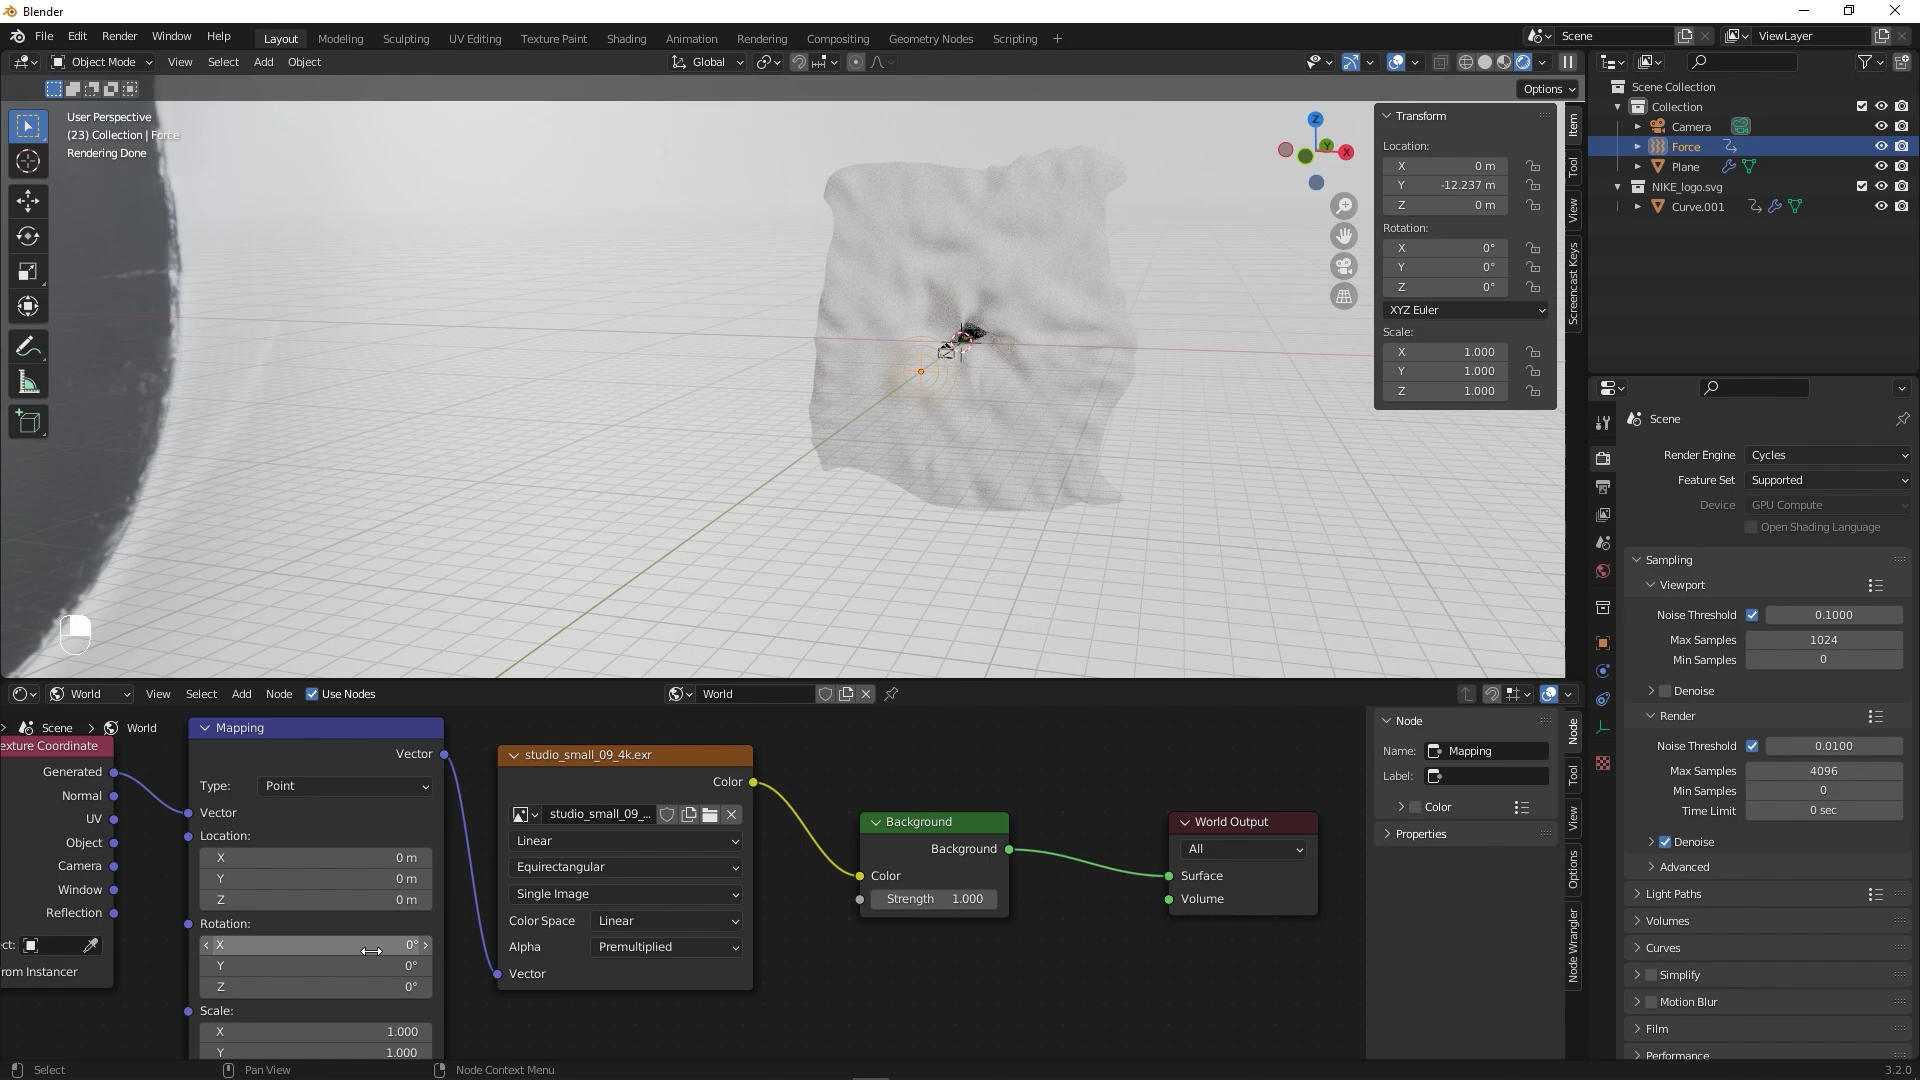 Blender
File Edit Render Window Help
Layout Modeling Sculpting UV Editing Texture Paint Shading Animation Rendering Compositing Geometry Nodes Scripting +
Scene
ViewLayer
Object Mode View Select Add Object
Global
Options
User Perspective
(23) Collection | Force
Rendering Done
Z
Y
X
Transform
Location:
X 0 m
Y -12.237 m
Z 0 m
Rotation:
X 0°
Y 0°
Z 0°
XYZ Euler
Scale:
X 1.000
Y 1.000
Z 1.000
Item
Tool
View
Screencast Keys
Scene Collection
Collection
Camera
Force
Plane
NIKE_logo.svg
Curve.001
Scene
Render Engine Cycles
Feature Set Supported
Device GPU Compute
Open Shading Language
Sampling
Viewport
Noise Threshold 0.1000
Max Samples 1024
Min Samples 0
Denoise
Render
Noise Threshold 0.0100
Max Samples 4096
Min Samples 0
Time Limit 0 sec
Denoise
Advanced
Light Paths
Volumes
Curves
Simplify
Motion Blur
Film
Performance
World View Select Add Node Use Nodes
World
Scene > World
exture Coordinate
Generated
Normal
UV
Object
Camera
Window
Reflection
ct:
rom Instancer
Mapping
Vector
Type: Point
Vector
Location:
X 0 m
Y 0 m
Z 0 m
Rotation:
X 0°
Y 0°
Z 0°
Scale:
X 1.000
Y 1.000
studio_small_09_4k.exr
Color
studio_small_09_...
Linear
Equirectangular
Single Image
Color Space Linear
Alpha Premultiplied
Vector
Background
Background
Color
Strength 1.000
World Output
All
Surface
Volume
Node
Name: Mapping
Label:
Color
Properties
Node
Tool
View
Options
Node Wrangler
Select Pan View Node Context Menu
3.2.0